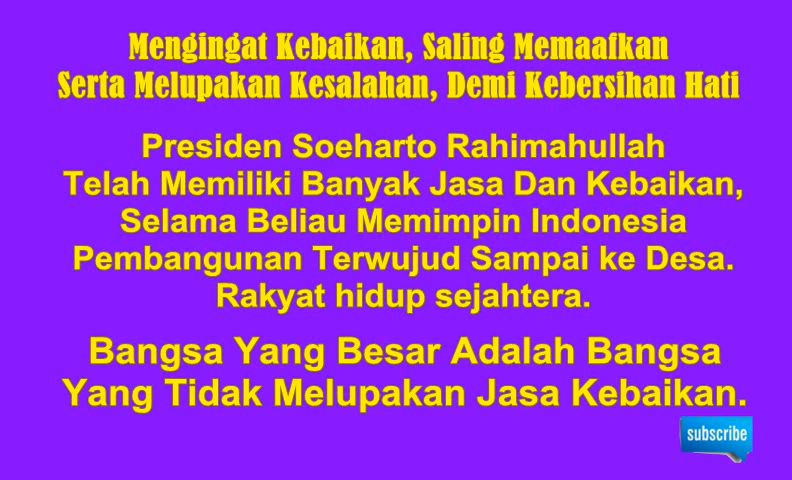 Mengingat Kebaikan, Saling Memaafkan
Serta Melupakan Kesalahan, Demi Kebersihan Hati
Presiden Soeharto Rahimahullah
Telah Memiliki Banyak Jasa Dan Kebaikan,
Selama Beliau Memimpin Indonesia
Pembangunan Terwujud Sampai ke Desa.
Rakyat hidup sejahtera.
Bangsa Yang Besar Adalah Bangsa
Yang Tidak Melupakan Jasa Kebaikan.
subscribe